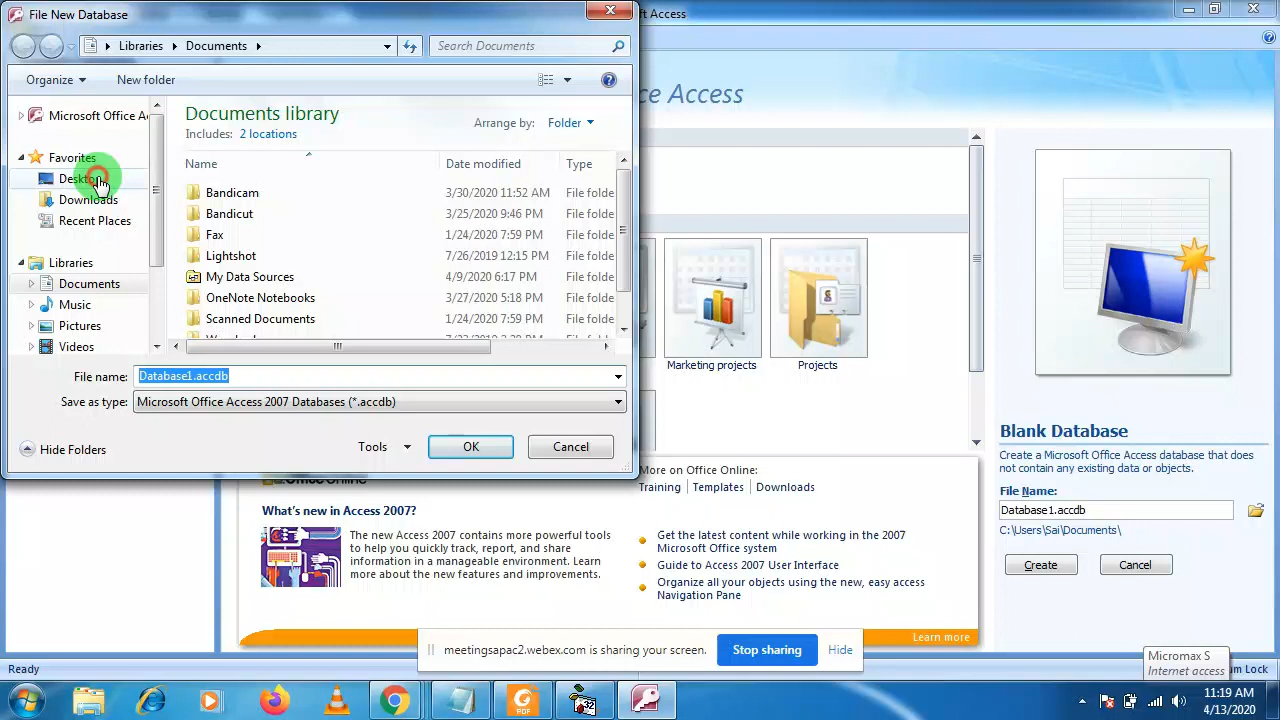 File New Database
Access
Libraries
Documents
Search Documents
Organize
New folder
Microsoft Office A
Documents library
Includes: 2 locations
Arrange by: Folder
Name
Date modified
Type
Favorites
Desktop
Downloads
Recent Places
Libraries
Documents
Music
Pictures
Videos
Bandicam 3/30/2020 11:52 AM File folde
Bandicut 3/25/2020 9:46 PM File folde
Fax 1/24/2020 7:59 PM File folde
Lightshot 7/26/2019 12:15 PM File folde
My Data Sources 4/9/2020 6:17 PM File folde
OneNote Notebooks 3/27/2020 5:18 PM File folde
Scanned Documents 1/24/2020 7:59 PM File folde
File name: Database1.accdb
Save as type: Microsoft Office Access 2007 Databases (*.accdb)
Hide Folders
Tools
OK
Cancel
ce Access
Marketing projects
Projects
Blank Database
Create a Microsoft Office Access database that does
not contain any existing data or objects.
File Name:
Database1.accdb
C:\Users\Sai\Documents\
Create
Cancel
More on Office Online:
Training | Templates | Downloads
What's new in Access 2007?
The new Access 2007 contains more powerful tools
to help you quickly track, report, and share
information in a manageable environment. Learn
more about the new features and improvements.
Get the latest content while working in the 2007
Microsoft Office system
Guide to Access 2007 User Interface
Organize all your objects using the new, easy access
Navigation Pane
Learn more
meetingsapac2.webex.com is sharing your screen.
Stop sharing
Hide
Micromax S
Internet access
Ready
m Lock
PDF
32
11:19 AM
4/13/2020